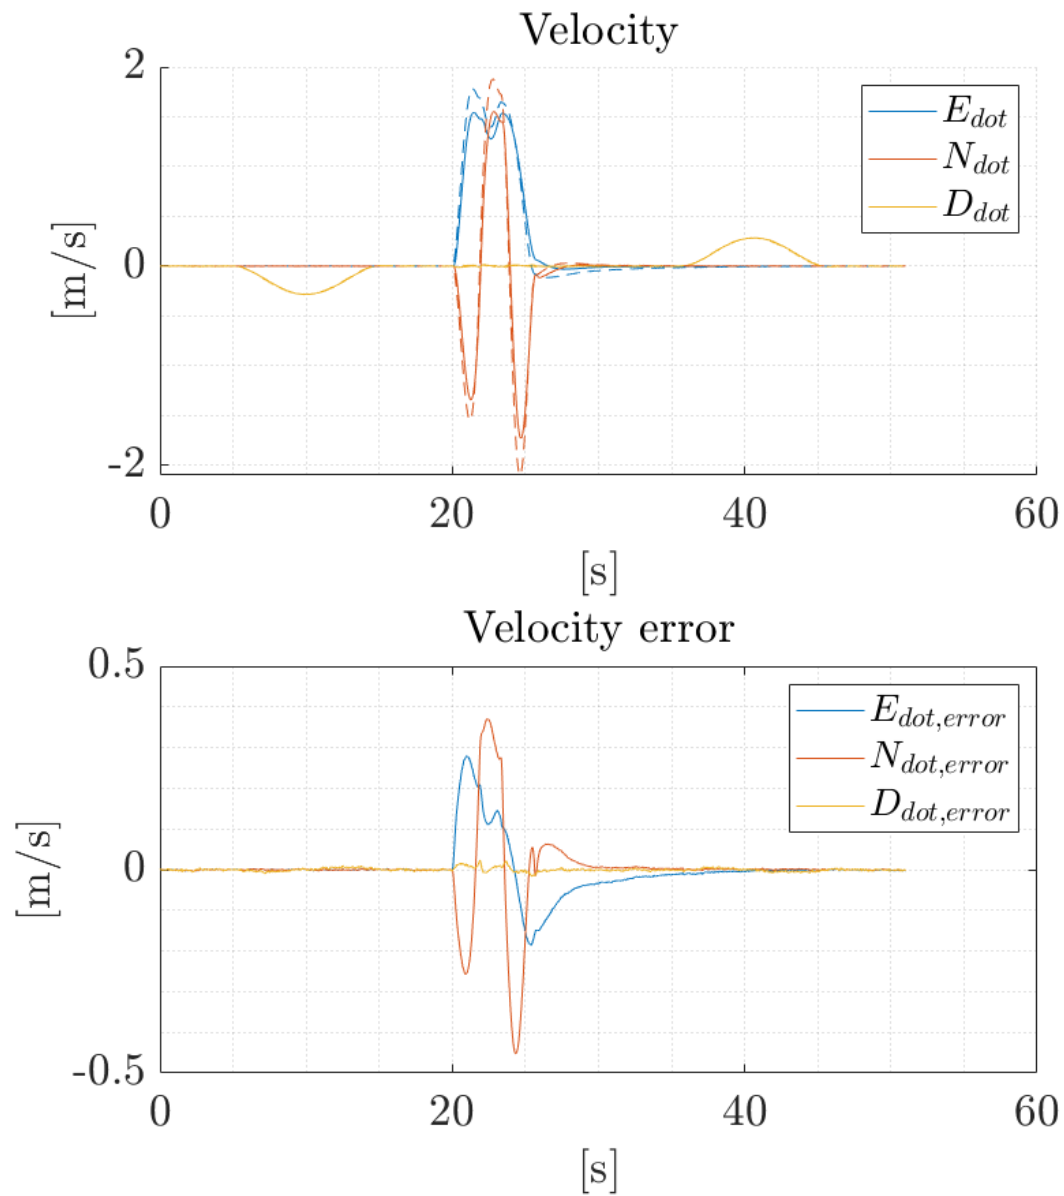 Velocity
2
0
-2
[m/s]
E_dot
N_dot
D_dot
0 20 40 60
[s]
Velocity error
0.5
0
-0.5
[m/s]
E_dot,error
N_dot,error
D_dot,error
0 20 40 60
[s]